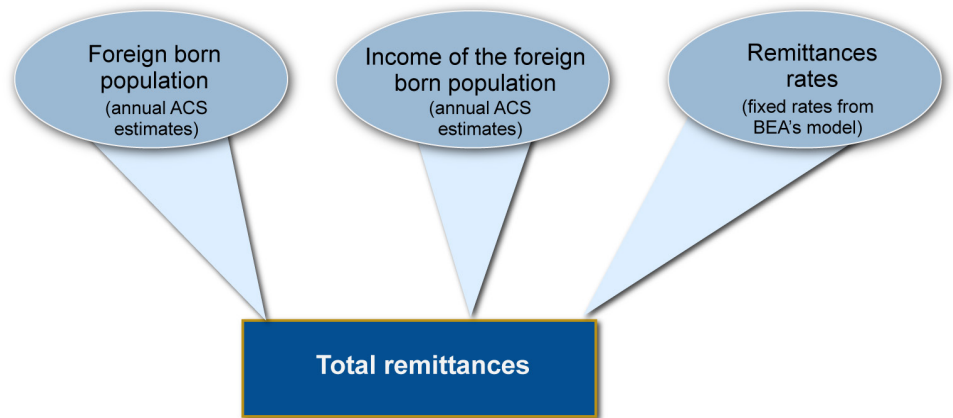 Foreign born
population
(annual ACS
estimates)
Income of the foreign
born population
(annual ACS
estimates)
Remittances
rates
(fixed rates from
BEA's model)
Total remittances